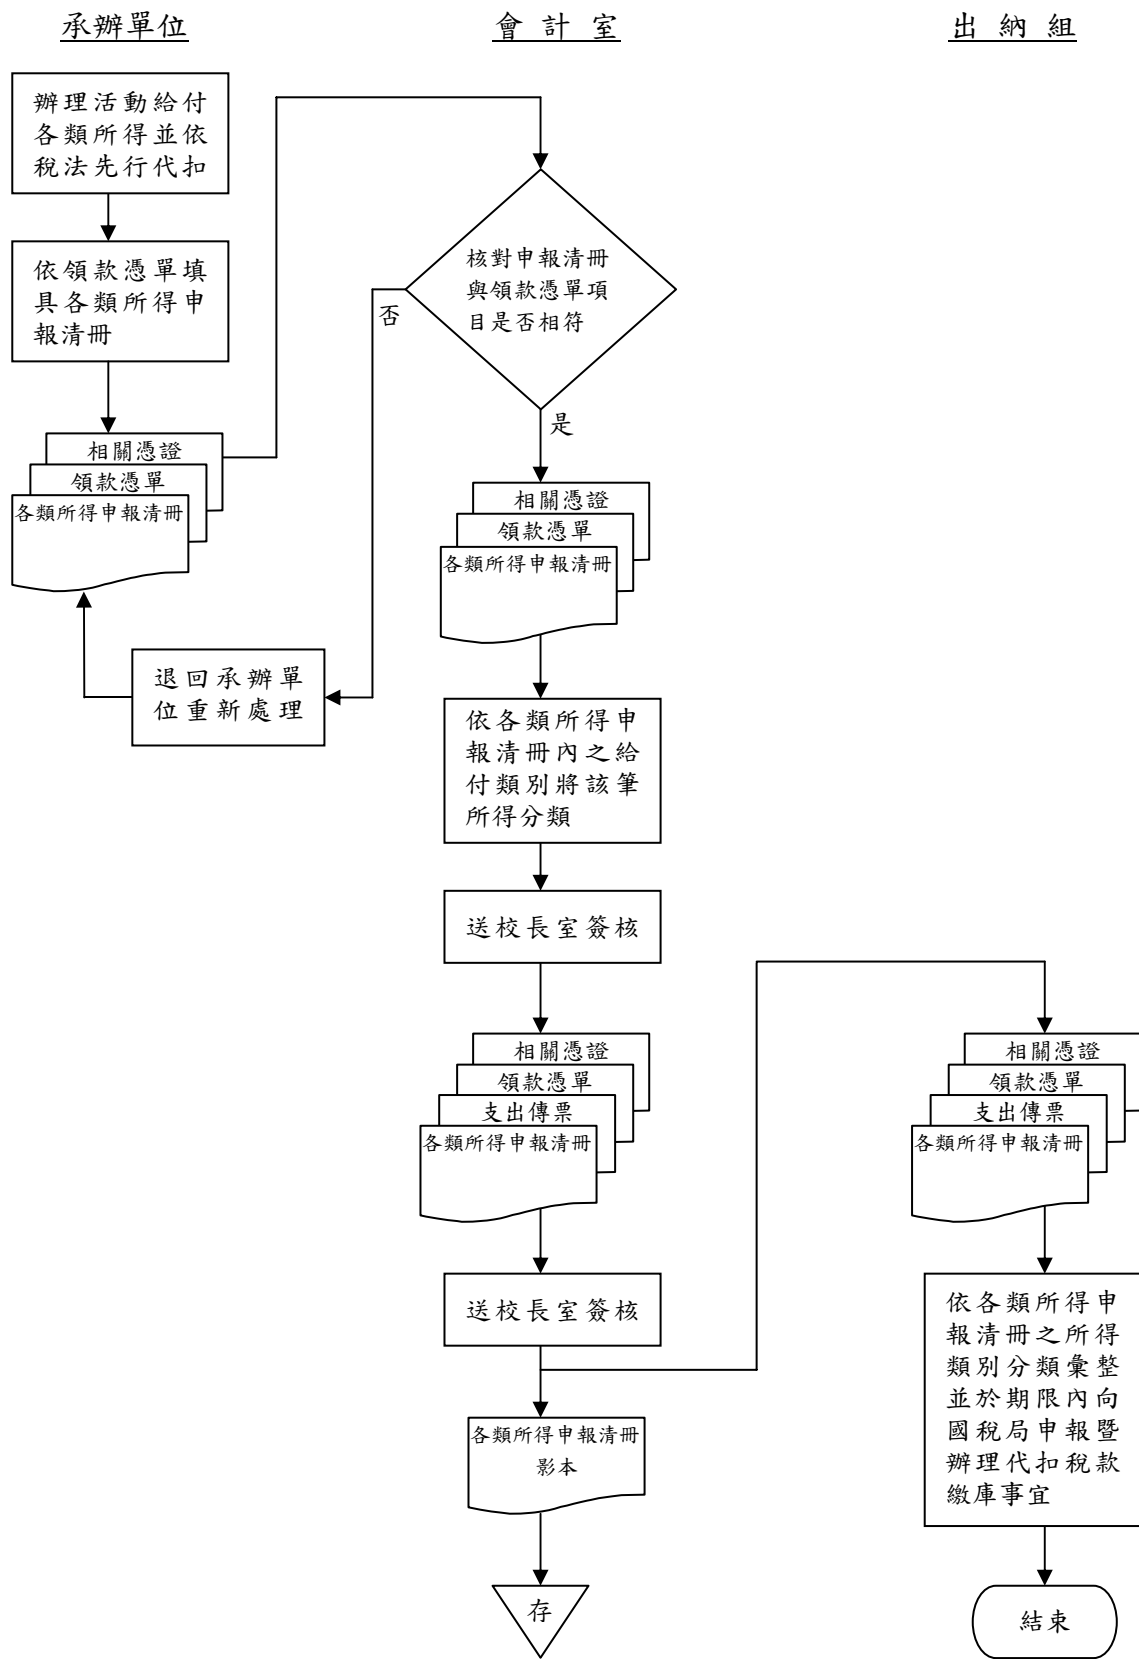 承辦單位
會 計 室
出 納 組
辦理活動給付
各類所得並依
稅法先行代扣
依領款憑單填
具各類所得申
報清冊
相關憑證
領款憑單
各類所得申報清冊
退回承辦單
位重新處理
核對申報清冊
與領款憑單項
目是否相符
否
是
相關憑證
領款憑單
各類所得申報清冊
依各類所得申
報清冊內之給
付類別將該筆
所得分類
送校長室簽核
相關憑證
領款憑單
支出傳票
各類所得申報清冊
送校長室簽核
各類所得申報清冊
影本
存
相關憑證
領款憑單
支出傳票
各類所得申報清冊
依各類所得申
報清冊之所得
類別分類彙整
並於期限內向
國稅局申報暨
辦理代扣稅款
繳庫事宜
結束